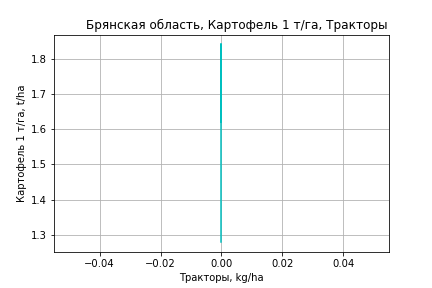 Брянская область, Картофель 1 т/га, Тракторы
1.8
1.7
1.6
1.5
1.4
1.3
Картофель 1 т/га, t/ha
−0.04 −0.02 0.00 0.02 0.04
Тракторы, kg/ha